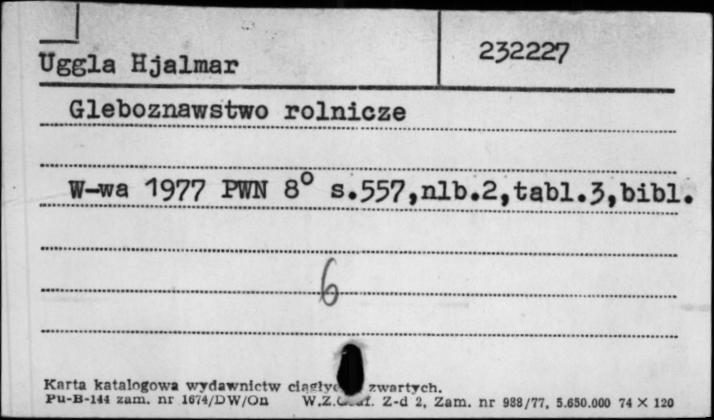 232227
Uggla Hjalmar
Gleboznawstwo rolnicze
W-wa 1977 PWN 8° s.557,nlb.2,tabl.3,bibl.
6
Karta katalogowa wydawnictw zwartych.
Pu-B-144 zam. nr 1674/DW/On W.Z.Graf. Z-d 2, Zam. nr 988/77, 5.650.000 74 × 120